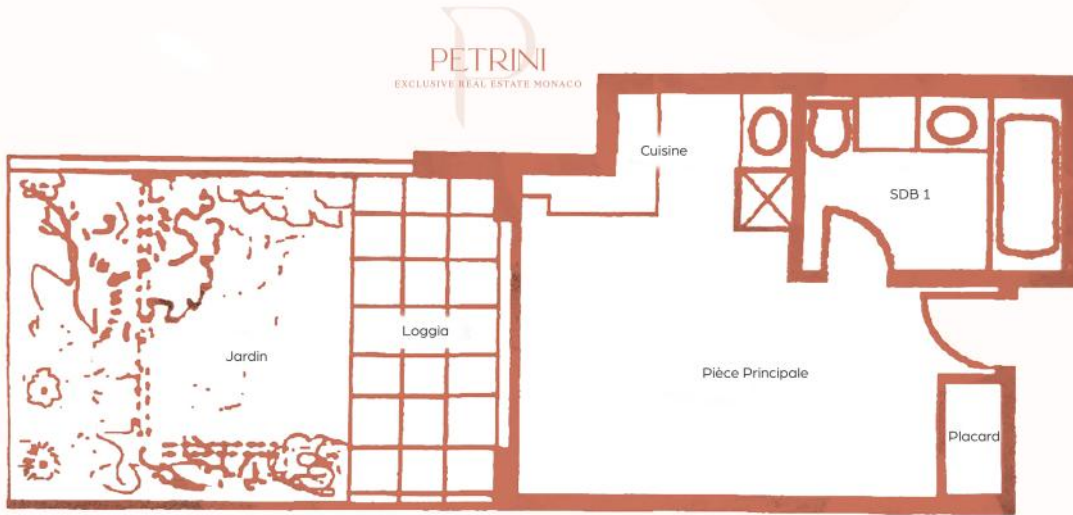 PETRINI
EXCLUSIVE REAL ESTATE MONACO
Cuisine
SDB 1
Loggia
Jardin
Pièce Principale
Placard